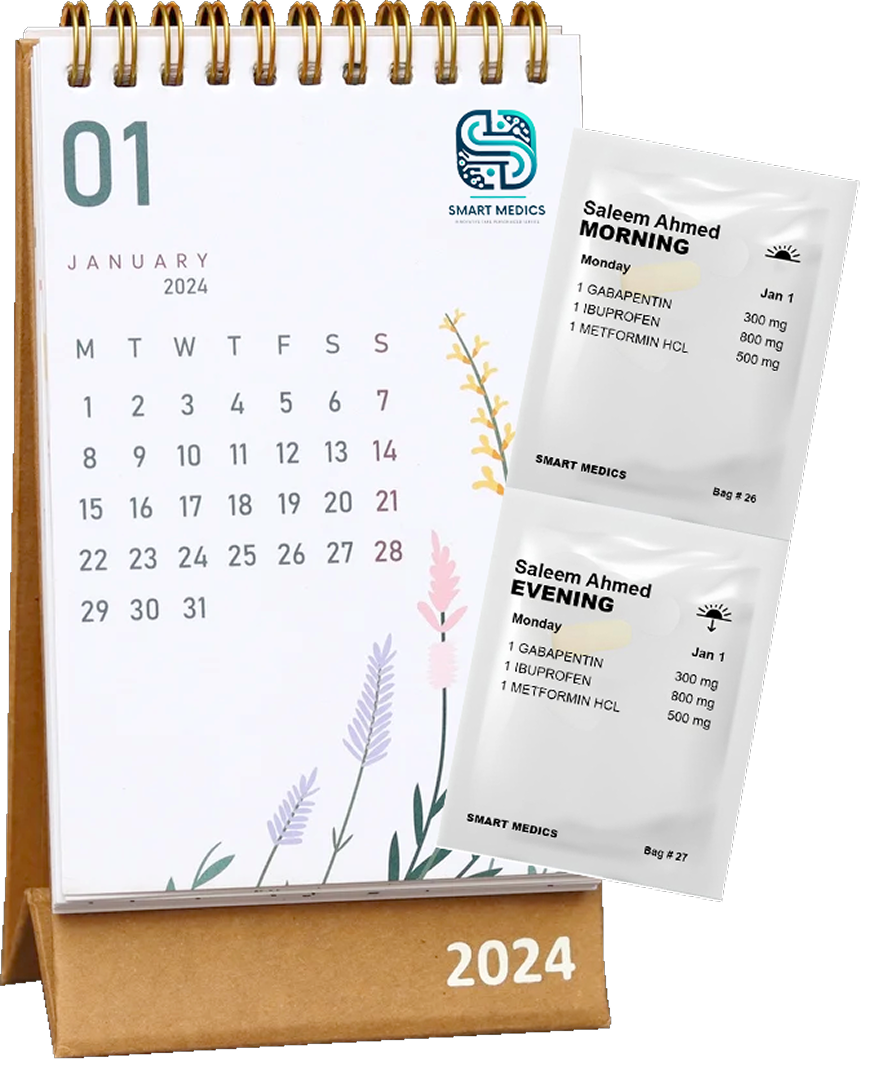 01
JANUARY
2024
M T W T F S S
1 2 3 4 5 6 7
8 9 10 11 12 13 14
15 16 17 18 19 20 21
22 23 24 25 26 27 28
29 30 31
2024
SMART MEDICS
Saleem Ahmed
MORNING
Monday
Jan 1
1 GABAPENTIN 300 mg
1 IBUPROFEN 800 mg
1 METFORMIN HCL 500 mg
SMART MEDICS
Bag # 26
Saleem Ahmed
EVENING
Monday
Jan 1
1 GABAPENTIN 300 mg
1 IBUPROFEN 800 mg
1 METFORMIN HCL 500 mg
SMART MEDICS
Bag # 27